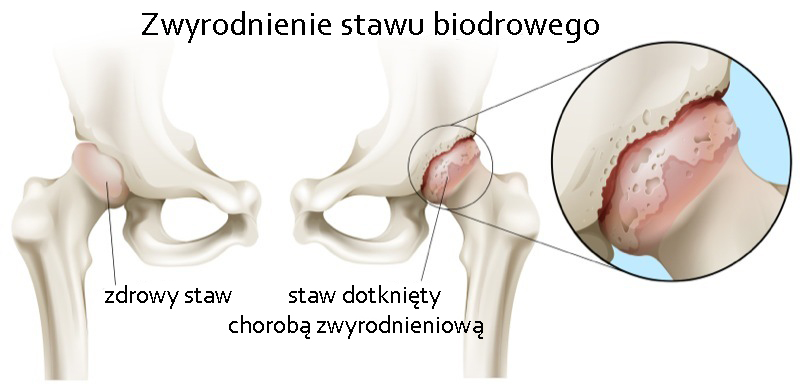 Zwyrodnienie stawu biodrowego
zdrowy staw
staw dotknięty
chorobą zwyrodnieniową